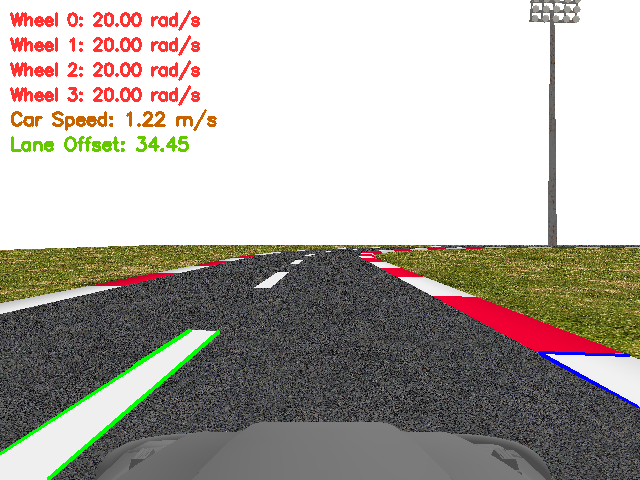 Wheel 0: 20.00 rad/s
Wheel 1: 20.00 rad/s
Wheel 2: 20.00 rad/s
Wheel 3: 20.00 rad/s
Car Speed: 1.22 m/s
Lane Offset: 34.45